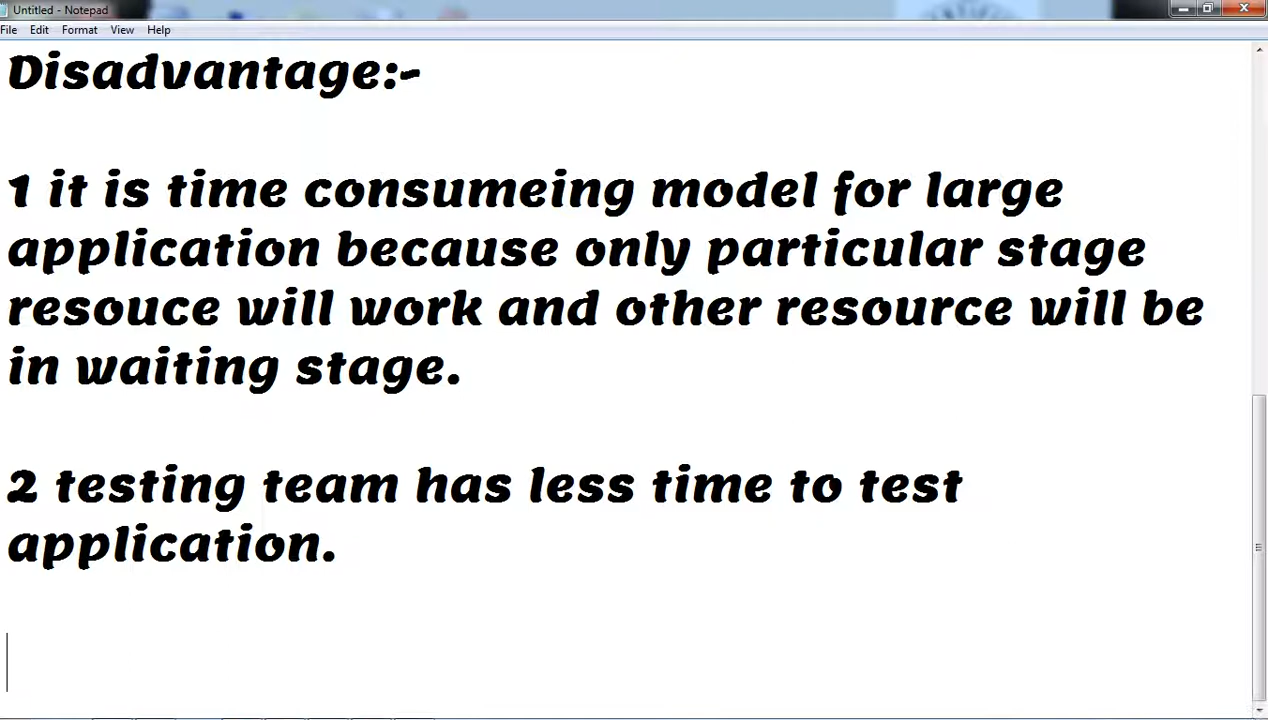 Untitled - Notepad
File Edit Format View Help
Disadvantage:-
1 it is time consumeing model for large
application because only particular stage
resouce will work and other resource will be
in waiting stage.
2 testing team has less time to test
application.